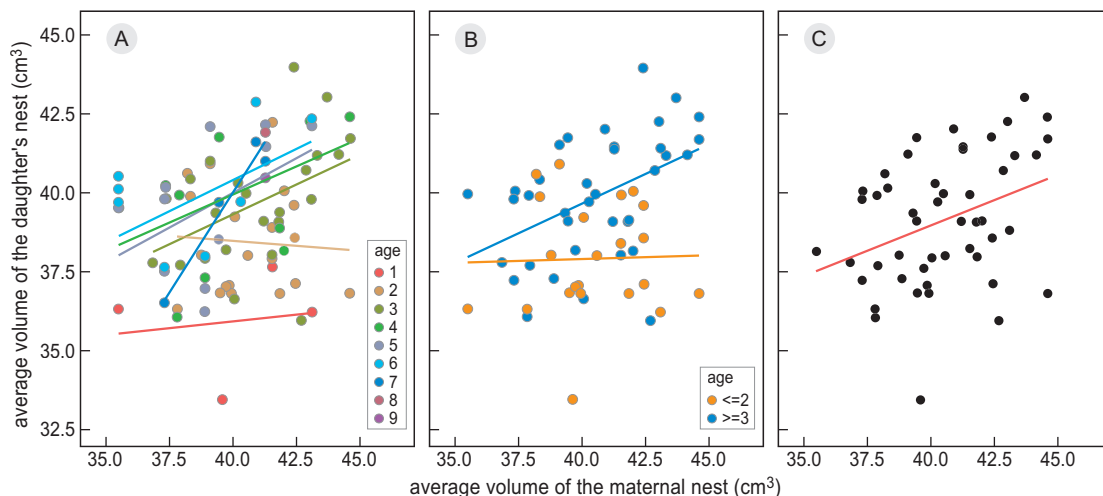 average volume of the daughter's nest (cm³)
45.0
42.5
40.0
37.5
35.0
32.5
A
age
1
2
3
4
5
6
7
8
9
35.0 37.5 40.0 42.5 45.0
B
age
<=2
>=3
35.0 37.5 40.0 42.5 45.0
C
35.0 37.5 40.0 42.5 45.0
average volume of the maternal nest (cm³)